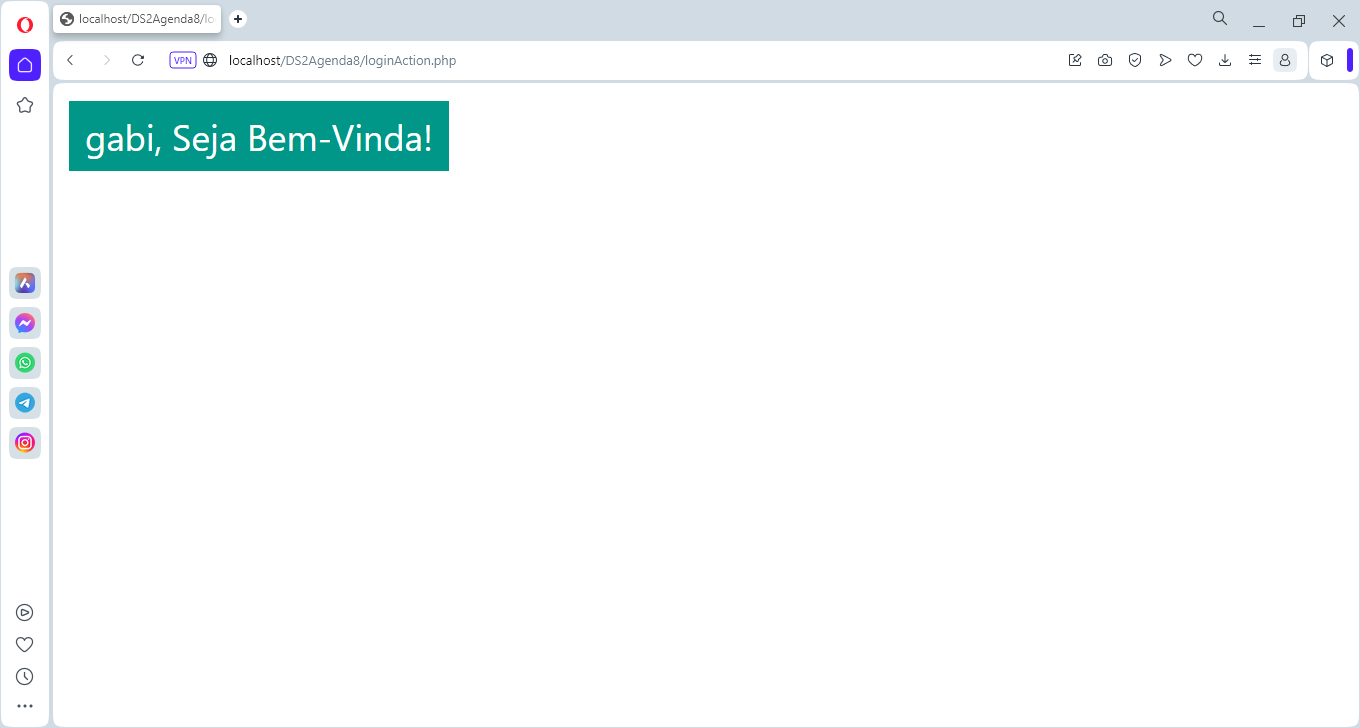 localhost/DS2Agenda8/lo
VPN
localhost/DS2Agenda8/loginAction.php
gabi, Seja Bem-Vinda!